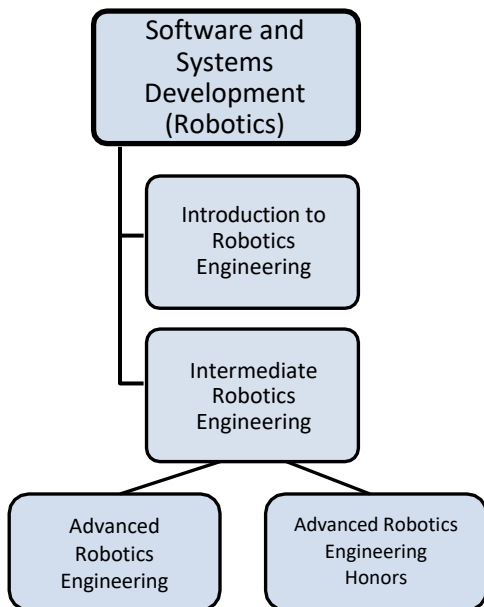 Software and
Systems
Development
(Robotics)
Introduction to
Robotics
Engineering
Intermediate
Robotics
Engineering
Advanced
Robotics
Engineering
Advanced Robotics
Engineering
Honors